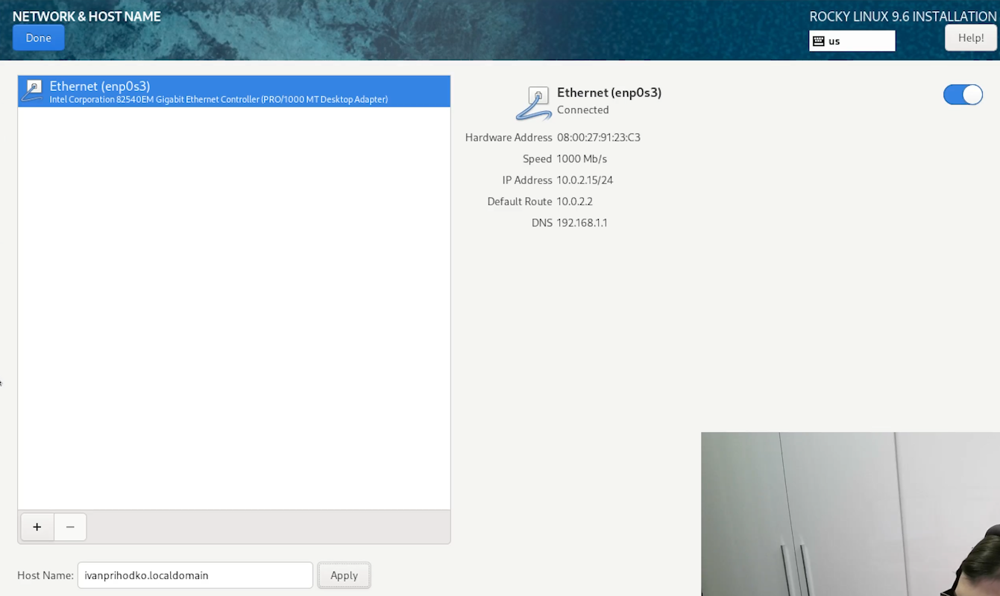 NETWORK & HOST NAME
ROCKY LINUX 9.6 INSTALLATION
Done
us
Help!
Ethernet (enp0s3)
Intel Corporation 82540EM Gigabit Ethernet Controller (PRO/1000 MT Desktop Adapter)
Ethernet (enp0s3)
Connected
Hardware Address 08:00:27:91:23:C3
Speed 1000 Mb/s
IP Address 10.0.2.15/24
Default Route 10.0.2.2
DNS 192.168.1.1
+ −
Host Name: ivanprihodko.localdomain Apply